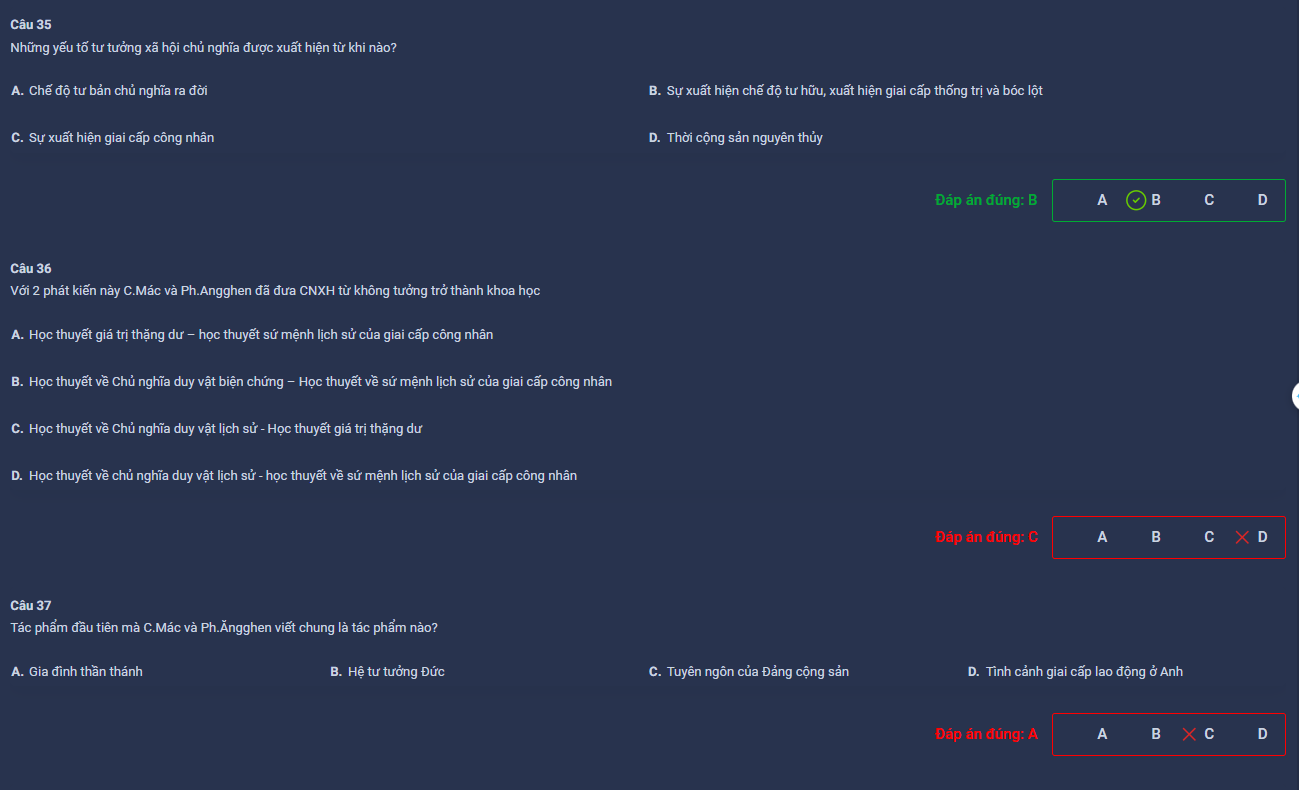 Câu 35
Những yếu tố tư tưởng xã hội chủ nghĩa được xuất hiện từ khi nào?
A. Chế độ tư bản chủ nghĩa ra đời
B. Sự xuất hiện chế độ tư hữu, xuất hiện giai cấp thống trị và bóc lột
C. Sự xuất hiện giai cấp công nhân
D. Thời cộng sản nguyên thủy
Đáp án đúng: B A B C D
Câu 36
Với 2 phát kiến này C.Mác và Ph.Angghen đã đưa CNXH từ không tưởng trở thành khoa học
A. Học thuyết giá trị thặng dư – học thuyết sứ mệnh lịch sử của giai cấp công nhân
B. Học thuyết về Chủ nghĩa duy vật biện chứng – Học thuyết về sứ mệnh lịch sử của giai cấp công nhân
C. Học thuyết về Chủ nghĩa duy vật lịch sử - Học thuyết giá trị thặng dư
D. Học thuyết về chủ nghĩa duy vật lịch sử - học thuyết về sứ mệnh lịch sử của giai cấp công nhân
Đáp án đúng: C A B C D
Câu 37
Tác phẩm đầu tiên mà C.Mác và Ph.Ăngghen viết chung là tác phẩm nào?
A. Gia đình thần thánh
B. Hệ tư tưởng Đức
C. Tuyên ngôn của Đảng cộng sản
D. Tình cảnh giai cấp lao động ở Anh
Đáp án đúng: A A B C D